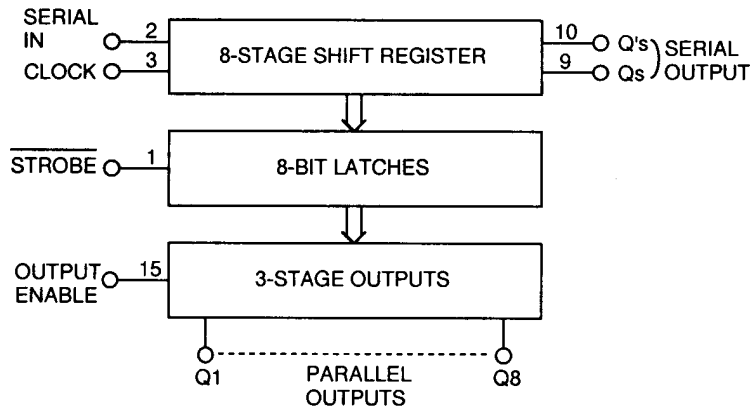 SERIAL
IN
2
CLOCK
3
8-STAGE SHIFT REGISTER
10
Q's
9
Qs
SERIAL
OUTPUT
STROBE
1
8-BIT LATCHES
OUTPUT
ENABLE
15
3-STAGE OUTPUTS
Q1
PARALLEL
OUTPUTS
Q8